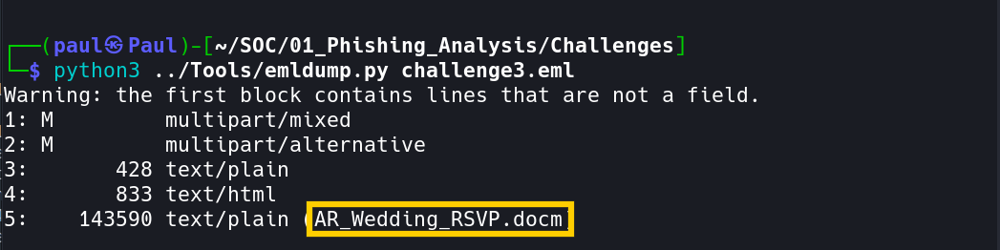 ┌──(paul㉿Paul)-[~/SOC/01_Phishing_Analysis/Challenges]
└─$ python3 ../Tools/emldump.py challenge3.eml
Warning: the first block contains lines that are not a field.
1: M         multipart/mixed
2: M         multipart/alternative
3:       428 text/plain
4:       833 text/html
5:    143590 text/plain (AR_Wedding_RSVP.docm)